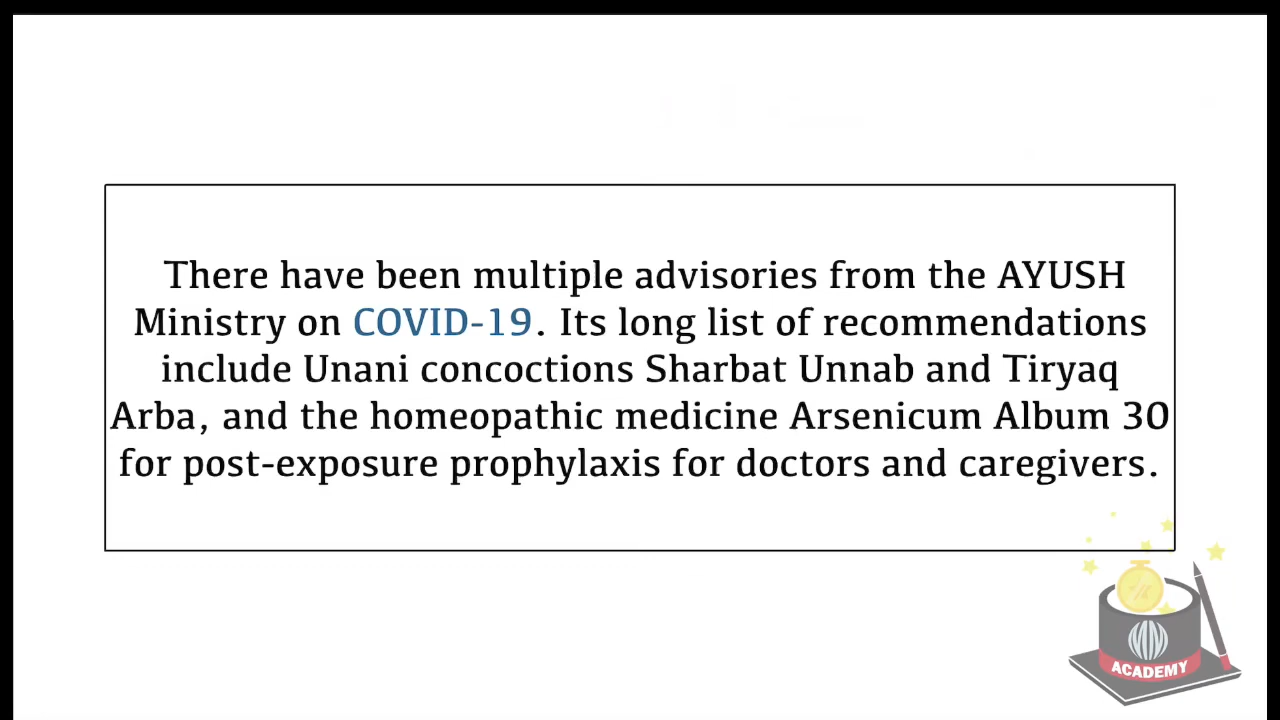 There have been multiple advisories from the AYUSH
Ministry on COVID-19. Its long list of recommendations
include Unani concoctions Sharbat Unnab and Tiryaq
Arba, and the homeopathic medicine Arsenicum Album 30
for post-exposure prophylaxis for doctors and caregivers.
ACADEMY